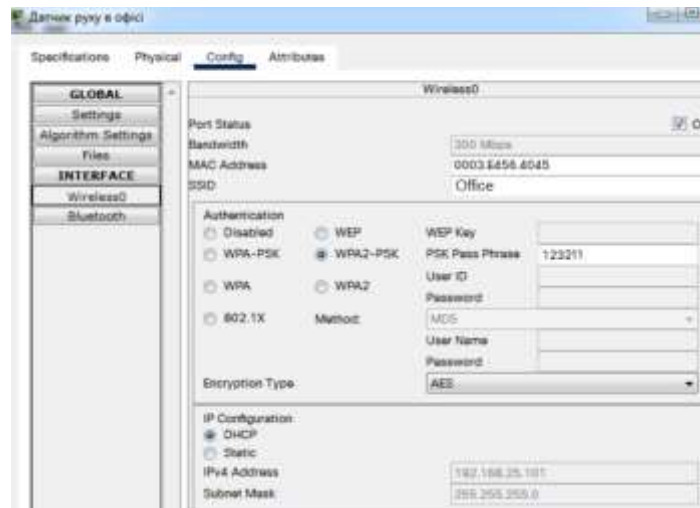 Датчик руху в офісі
Specifications Physical Config Attributes
GLOBAL
Settings
Algorithm Settings
Files
INTERFACE
Wireless0
Bluetooth
Wireless0
Port Status
Bandwidth 300 Mbps
MAC Address 0003.E456.4045
SSID Office
Authentication
Disabled WEP WEP Key
WPA-PSK WPA2-PSK PSK Pass Phrase 123211
WPA WPA2 User ID
Password
802.1X Method: MD5
User Name
Password
Encryption Type AES
IP Configuration
DHCP
Static
IPv4 Address 192.168.25.101
Subnet Mask 255.255.255.0